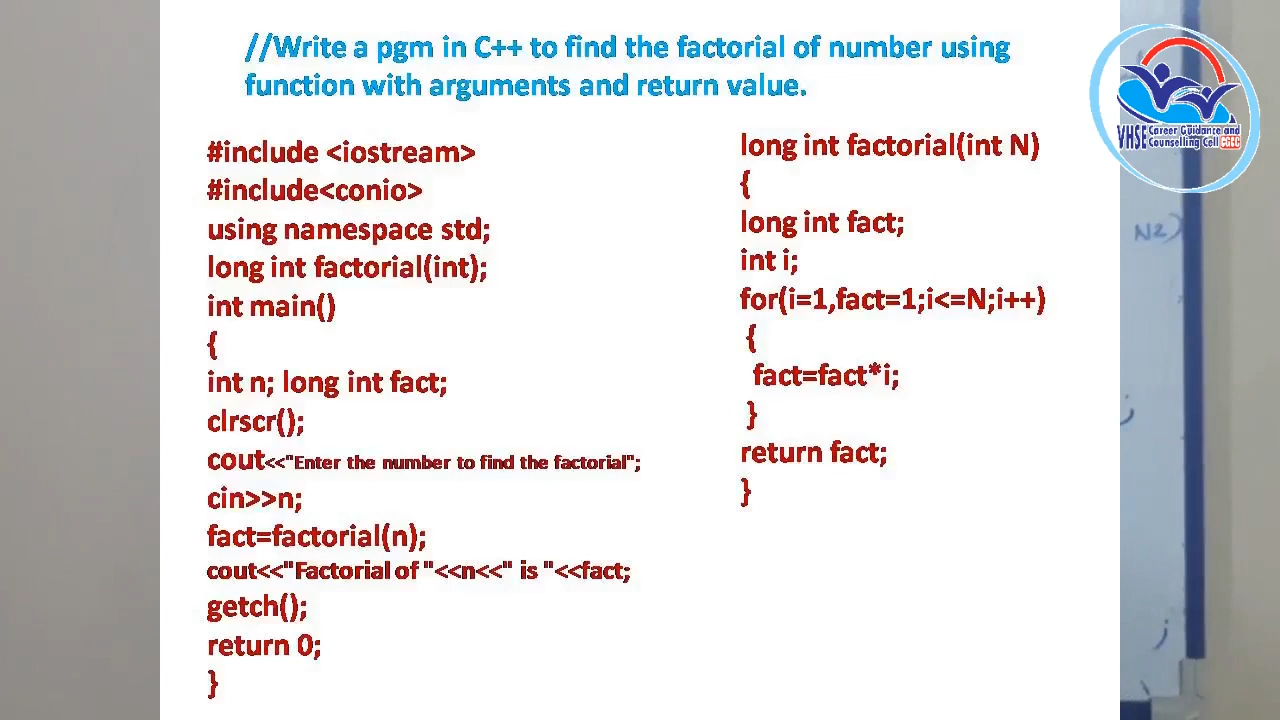 //Write a pgm in C++ to find the factorial of number using
function with arguments and return value.
#include <iostream>
#include<conio>
using namespace std;
long int factorial(int);
int main()
{
int n; long int fact;
clrscr();
cout<<"Enter the number to find the factorial";
cin>>n;
fact=factorial(n);
cout<<"Factorial of "<<n<<" is "<<fact;
getch();
return 0;
}
long int factorial(int N)
{
long int fact;
int i;
for(i=1,fact=1;i<=N;i++)
{
fact=fact*i;
}
return fact;
}
VHSE Career Guidance and
Counselling Cell CGCC
N2)